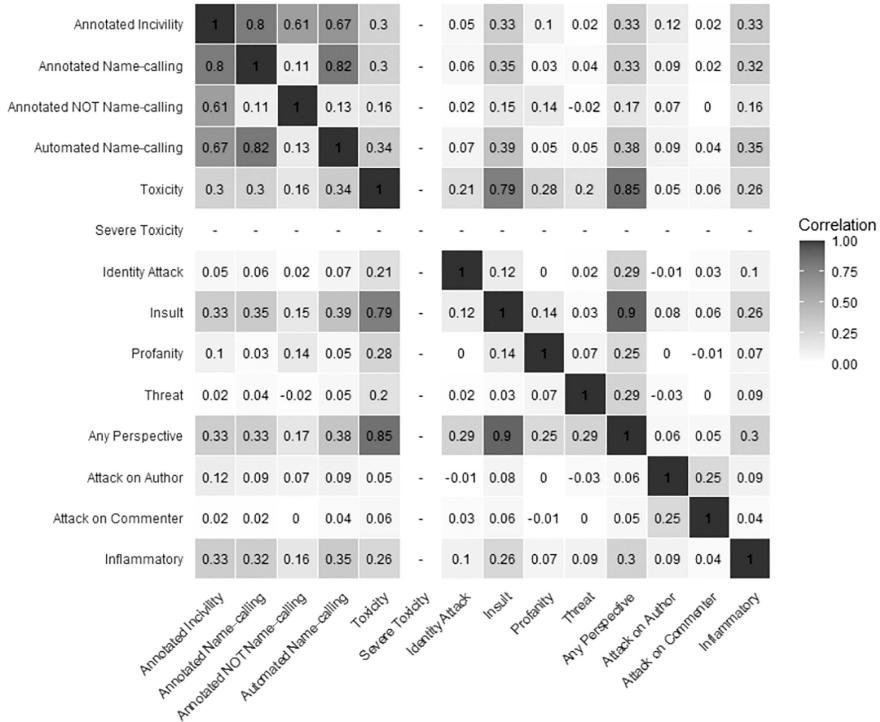 Annotated Incivility 1 0.8 0.61 0.67 0.3 - 0.05 0.33 0.1 0.02 0.33 0.12 0.02 0.33
Annotated Name-calling 0.8 1 0.11 0.82 0.3 - 0.06 0.35 0.03 0.04 0.33 0.09 0.02 0.32
Annotated NOT Name-calling 0.61 0.11 1 0.13 0.16 - 0.02 0.15 0.14 -0.02 0.17 0.07 0 0.16
Automated Name-calling 0.67 0.82 0.13 1 0.34 - 0.07 0.39 0.05 0.05 0.38 0.09 0.04 0.35
Toxicity 0.3 0.3 0.16 0.34 1 - 0.21 0.79 0.28 0.2 0.85 0.05 0.06 0.26
Severe Toxicity - - - - - - - - - - - - - -
Identity Attack 0.05 0.06 0.02 0.07 0.21 - 1 0.12 0 0.02 0.29 -0.01 0.03 0.1
Insult 0.33 0.35 0.15 0.39 0.79 - 0.12 1 0.14 0.03 0.9 0.08 0.06 0.26
Profanity 0.1 0.03 0.14 0.05 0.28 - 0 0.14 1 0.07 0.25 0 -0.01 0.07
Threat 0.02 0.04 -0.02 0.05 0.2 - 0.02 0.03 0.07 1 0.29 -0.03 0 0.09
Any Perspective 0.33 0.33 0.17 0.38 0.85 - 0.29 0.9 0.25 0.29 1 0.06 0.05 0.3
Attack on Author 0.12 0.09 0.07 0.09 0.05 - -0.01 0.08 0 -0.03 0.06 1 0.25 0.09
Attack on Commenter 0.02 0.02 0 0.04 0.06 - 0.03 0.06 -0.01 0 0.05 0.25 1 0.04
Inflammatory 0.33 0.32 0.16 0.35 0.26 - 0.1 0.26 0.07 0.09 0.3 0.09 0.04 1
Annotated Incivility
Annotated Name-calling
Annotated NOT Name-calling
Automated Name-calling
Toxicity
Severe Toxicity
Identity Attack
Insult
Profanity
Threat
Any Perspective
Attack on Author
Attack on Commenter
Inflammatory
Correlation
1.00
0.75
0.50
0.25
0.00